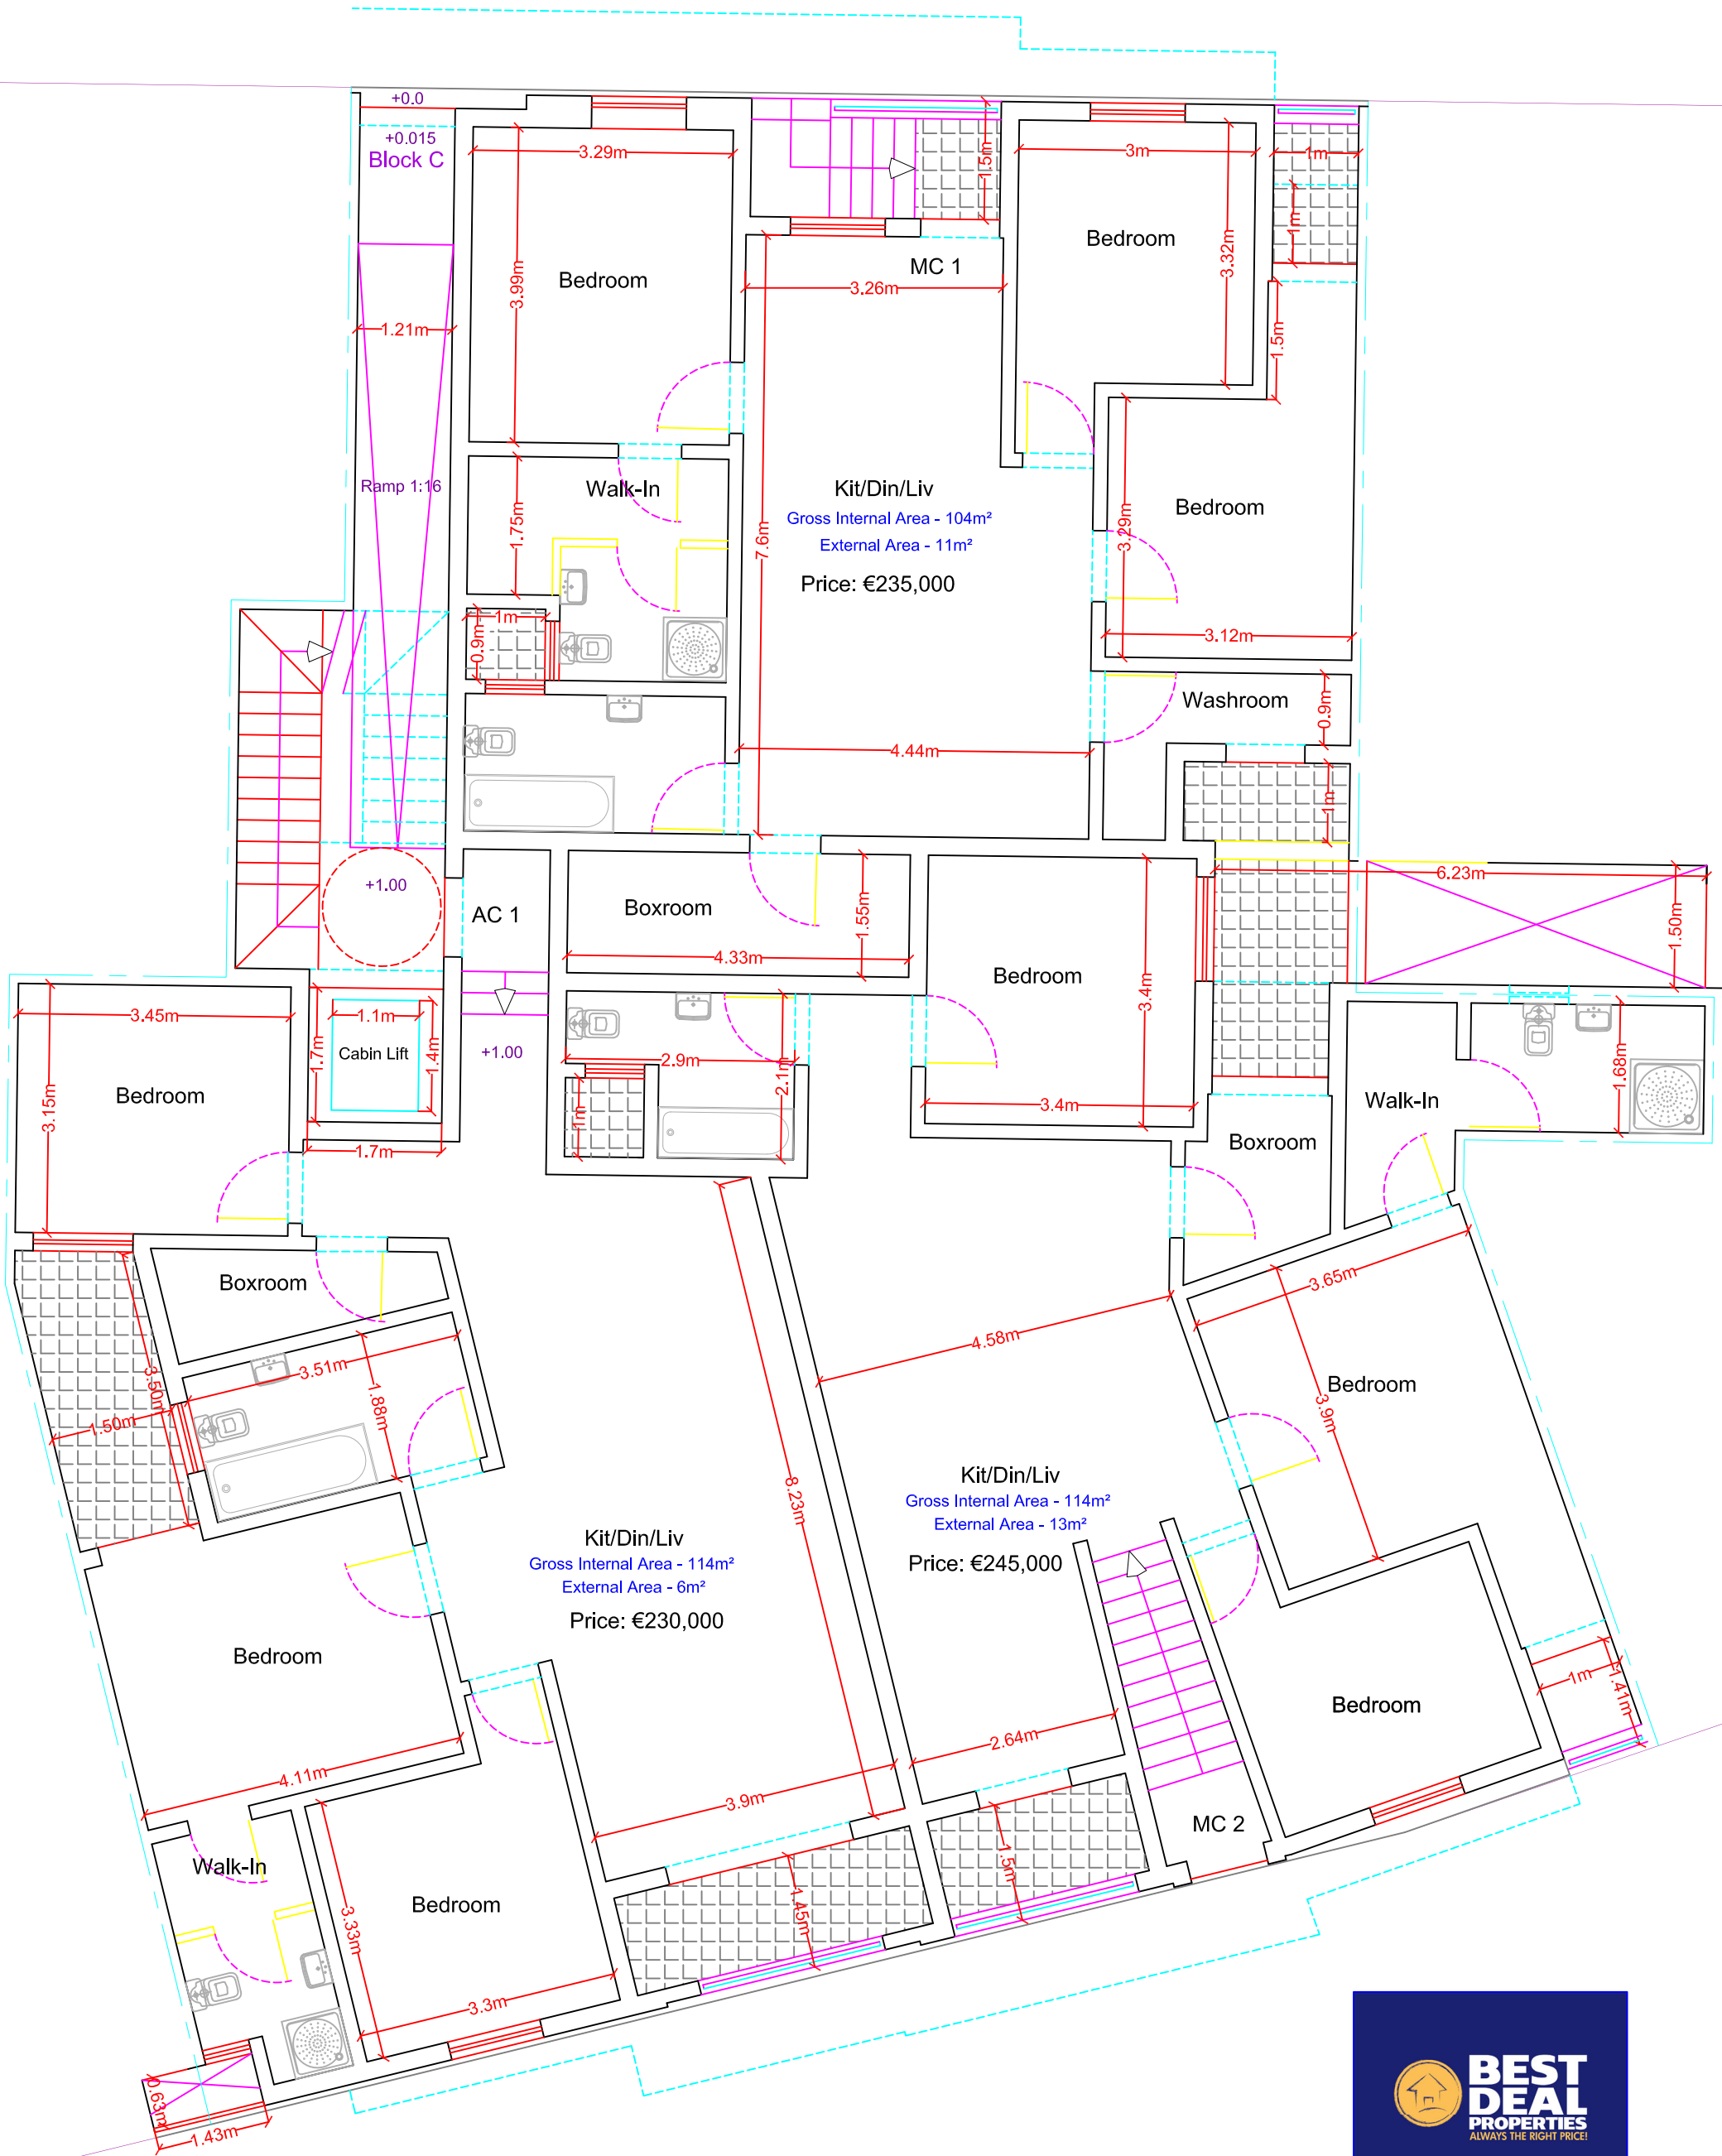 +0.0
+0.015
Block C
3.29m
1.5m
3m
1m
1m
3.99m
Bedroom
MC 1
3.26m
Bedroom
3.32m
1.21m
1.5m
Ramp 1:16
Walk-In
1.75m
Kit/Din/Liv
Gross Internal Area - 104m²
External Area - 11m²
Price: €235,000
7.6m
Bedroom
3.29m
3.12m
1m
0.9m
Washroom
0.9m
4.44m
1m
+1.00
AC 1
Boxroom
1.55m
4.33m
Bedroom
3.4m
3.4m
6.23m
1.50m
3.45m
1.1m
1.7m
Cabin Lift
1.4m
+1.00
2.9m
2.1m
1m
Bedroom
3.15m
1.7m
Walk-In
1.68m
Boxroom
Boxroom
3.50m
1.50m
3.51m
1.88m
4.58m
3.65m
Bedroom
3.9m
8.23m
Kit/Din/Liv
Gross Internal Area - 114m²
External Area - 13m²
Price: €245,000
Kit/Din/Liv
Gross Internal Area - 114m²
External Area - 6m²
Price: €230,000
Bedroom
4.11m
Bedroom
1m
1.41m
2.64m
3.9m
MC 2
1.5m
1.45m
Walk-In
Bedroom
3.33m
3.3m
0.63m
1.43m
BEST
DEAL
PROPERTIES
ALWAYS THE RIGHT PRICE!